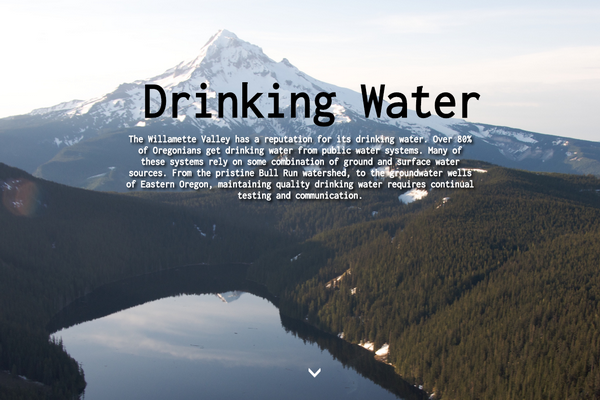 Drinking Water
The Willamette Valley has a reputation for its drinking water. Over 80%
of Oregonians get drinking water from public water systems. Many of
these systems rely on some combination of ground and surface water
sources. From the pristine Bull Run watershed, to the groundwater wells
of Eastern Oregon, maintaining quality drinking water requires continual
testing and communication.